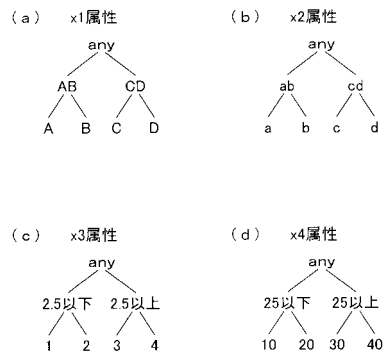 (a) x1属性
any
AB CD
A B C D
(b) x2属性
any
ab cd
a b c d
(c) x3属性
any
2.5以下 2.5以上
1 2 3 4
(d) x4属性
any
25以下 25以上
10 20 30 40